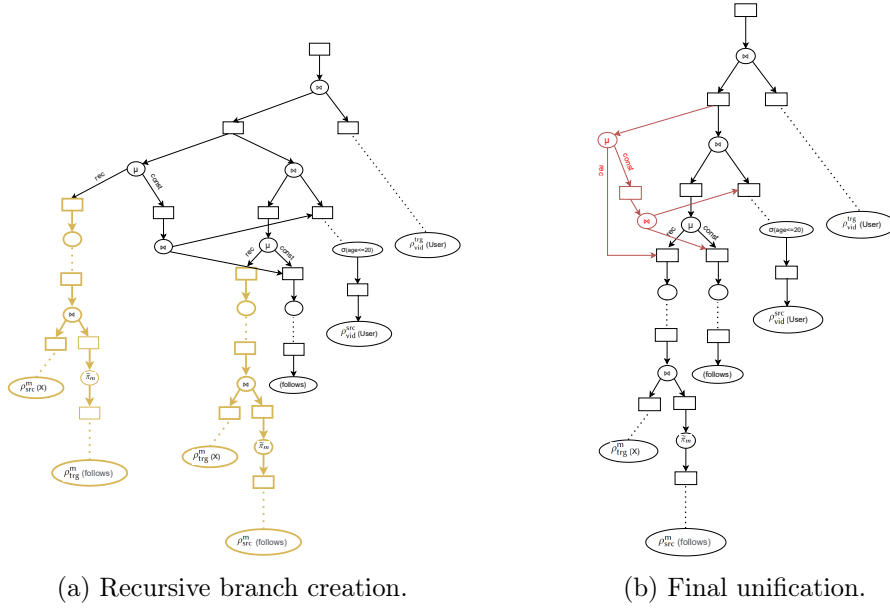 ⋈
μ
rec
const
⋈
⋈
μ
rec
const
σ(age<=20)
ρ^trg_vid (User)
ρ^src_vid (User)
⋈
ρ^m_src (X)
π̃_m
ρ^m_trg (follows)
⋈
(follows)
ρ^m_trg (X)
π̃_m
ρ^m_src (follows)
(a) Recursive branch creation.
⋈
μ
rec
const
⋈
⋈
μ
rec
const
σ(age<=20)
ρ^trg_vid (User)
ρ^src_vid (User)
⋈
(follows)
ρ^m_trg (X)
π̃_m
ρ^m_src (follows)
(b) Final unification.